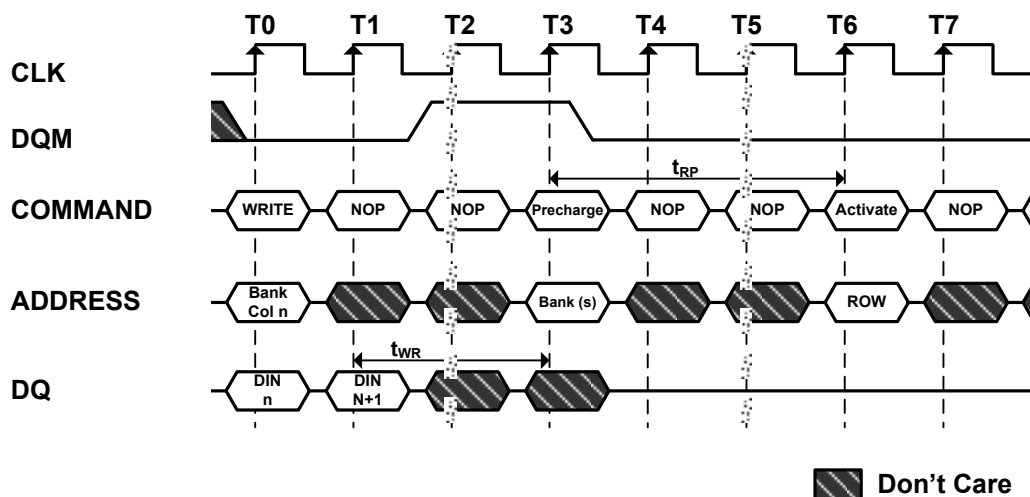 T0 T1 T2 T3 T4 T5 T6 T7
CLK
DQM
tRP
COMMAND WRITE NOP NOP Precharge NOP NOP Activate NOP
ADDRESS Bank Col n Bank (s) ROW
tWR
DQ DIN n DIN N+1
Don't Care